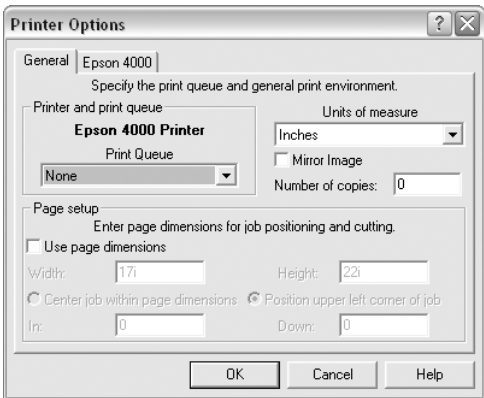 Printer Options
General Epson 4000
Specify the print queue and general print environment.
Printer and print queue
Epson 4000 Printer
Print Queue
None
Units of measure
Inches
Mirror Image
Number of copies: 0
Page setup
Enter page dimensions for job positioning and cutting.
Use page dimensions
Width: 17i Height: 22i
Center job within page dimensions Position upper left corner of job
In: 0 Down: 0
OK Cancel Help